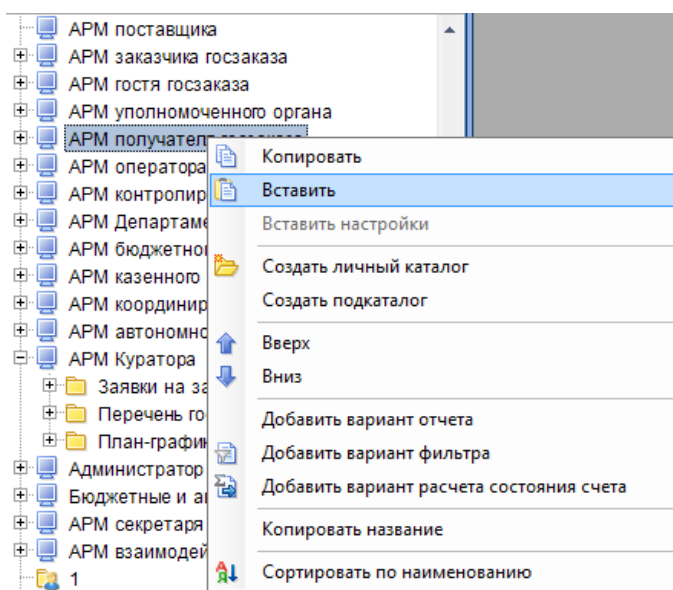 АРМ поставщика
АРМ заказчика госзаказа
АРМ гостя госзаказа
АРМ уполномоченного органа
АРМ получателя
АРМ оператора
АРМ контролир
АРМ Департаме
АРМ бюджетног
АРМ казенного
АРМ координир
АРМ автономно
АРМ Куратора
Заявки на за
Перечень го
План-график
Администратор
Бюджетные и а
АРМ секретаря
АРМ взаимодей
1
Копировать
Вставить
Вставить настройки
Создать личный каталог
Создать подкаталог
Вверх
Вниз
Добавить вариант отчета
Добавить вариант фильтра
Добавить вариант расчета состояния счета
Копировать название
Сортировать по наименованию